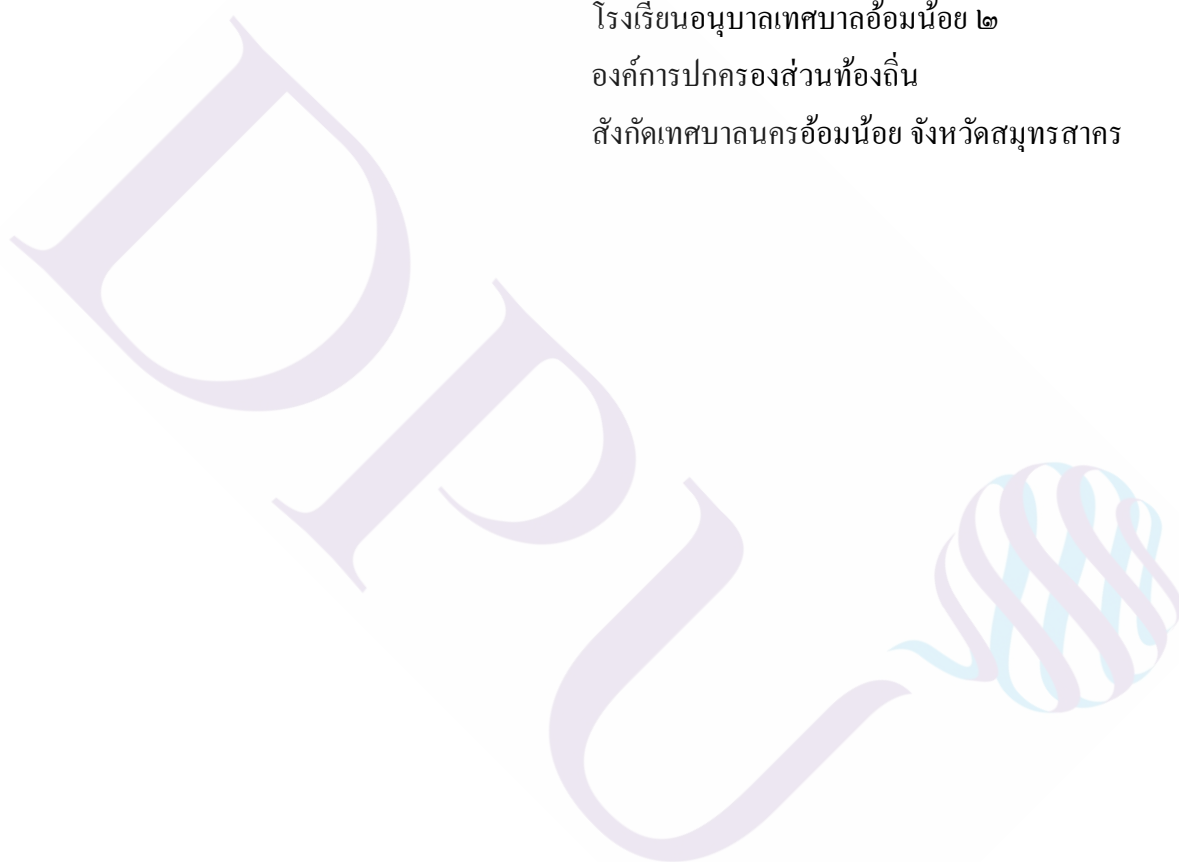 โรงเรียนอนุบาลเทศบาลอ้อมน้อย ๒
องค์การปกครองส่วนท้องถิ่น
สังกัดเทศบาลนครอ้อมน้อย จังหวัดสมุทรสาคร
DPU